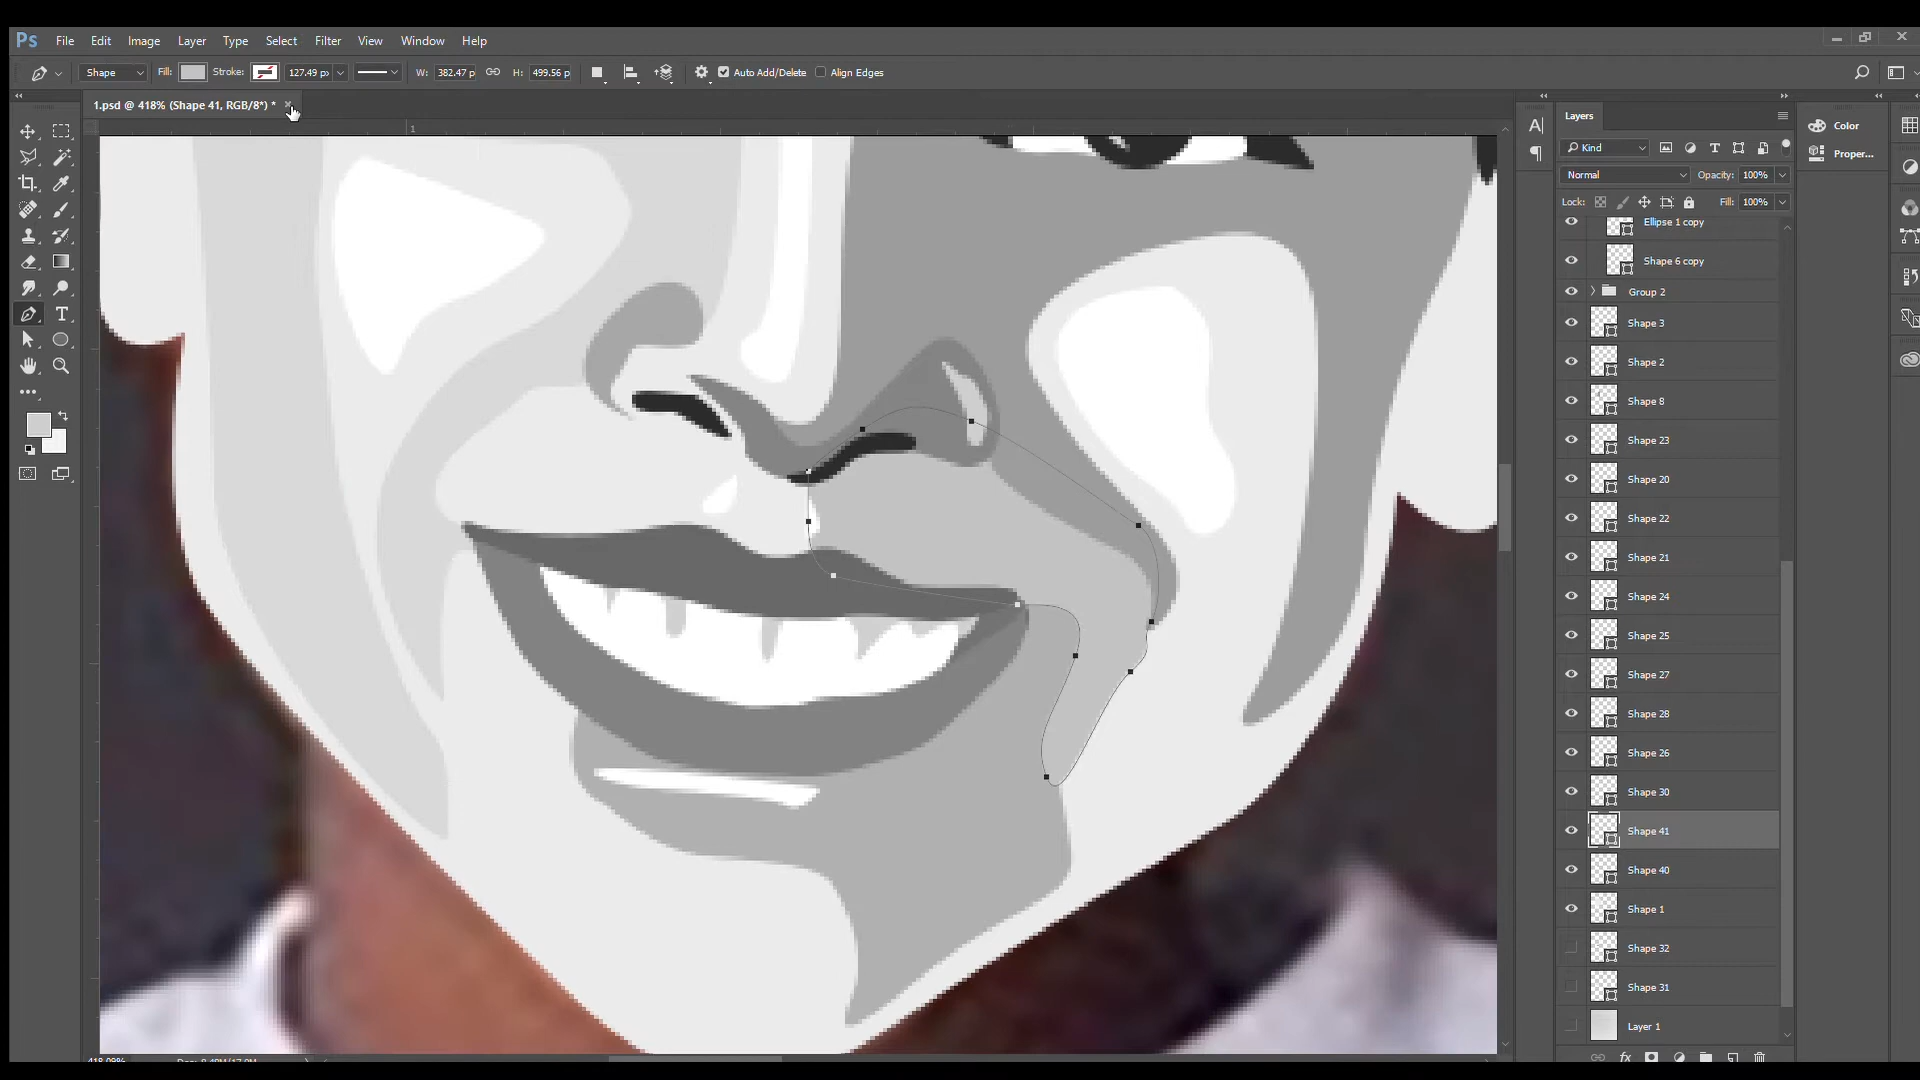 Ps File Edit Image Layer Type Select Filter View Window Help
Shape Fill: Stroke: 127.49 px W: 382.47 p H: 499.56 p Auto Add/Delete Align Edges
1.psd @ 418% (Shape 41, RGB/8*) *
1
Layers
Color
Proper...
Kind
Normal Opacity: 100%
Lock: Fill: 100%
Ellipse 1 copy
Shape 6 copy
Group 2
Shape 3
Shape 2
Shape 8
Shape 23
Shape 20
Shape 22
Shape 21
Shape 24
Shape 25
Shape 27
Shape 28
Shape 26
Shape 30
Shape 41
Shape 40
Shape 1
Shape 32
Shape 31
Layer 1
fx